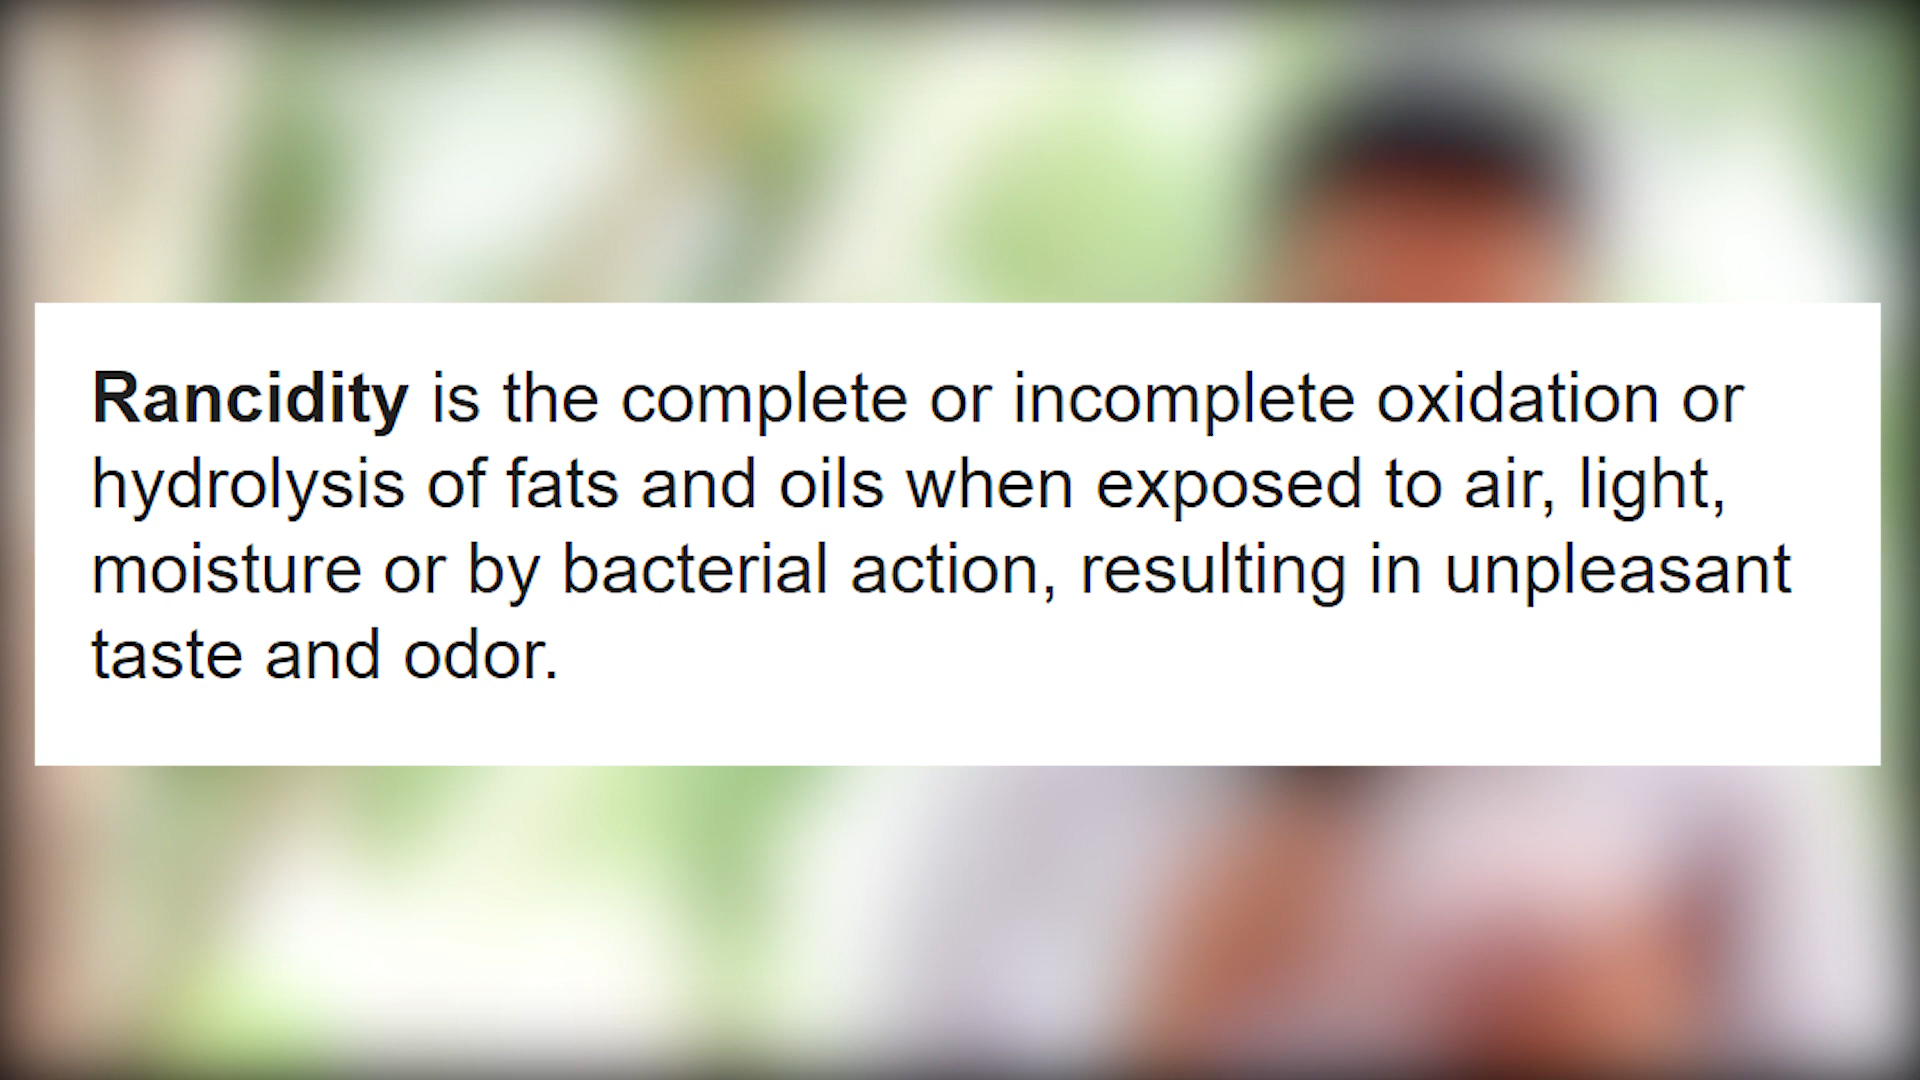 Rancidity is the complete or incomplete oxidation or
hydrolysis of fats and oils when exposed to air, light,
moisture or by bacterial action, resulting in unpleasant
taste and odor.